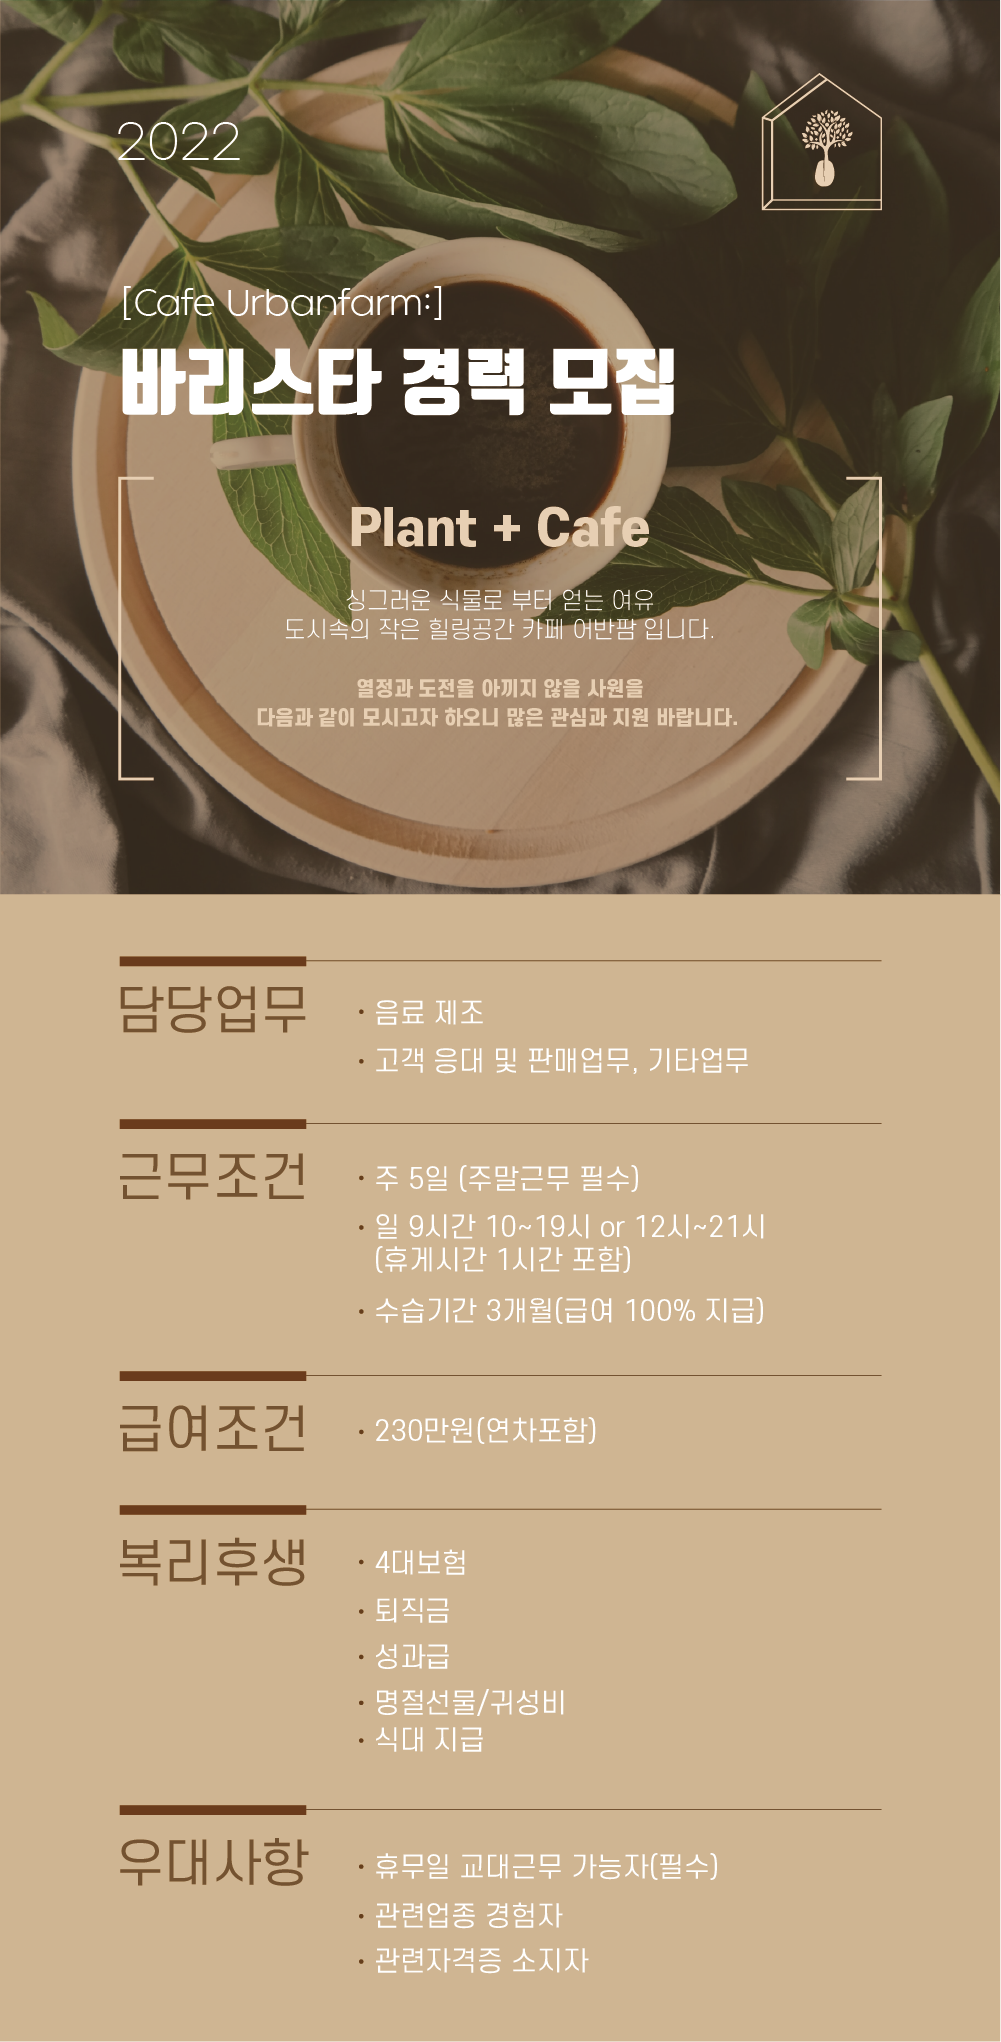 2022
[Cafe Urbanfarm:]
바리스타 경력 모집
Plant + Cafe
싱그러운 식물로 부터 얻는 여유
도시속의 작은 힐링공간 카페 어반팜 입니다.
열정과 도전을 아끼지 않을 사원을
다음과 같이 모시고자 하오니 많은 관심과 지원 바랍니다.
담당업무
· 음료 제조
· 고객 응대 및 판매업무, 기타업무
근무조건
· 주 5일 (주말근무 필수)
· 일 9시간 10~19시 or 12시~21시
(휴게시간 1시간 포함)
· 수습기간 3개월(급여 100% 지급)
급여조건
· 230만원(연차포함)
복리후생
· 4대보험
· 퇴직금
· 성과급
· 명절선물/귀성비
· 식대 지급
우대사항
· 휴무일 교대근무 가능자(필수)
· 관련업종 경험자
· 관련자격증 소지자